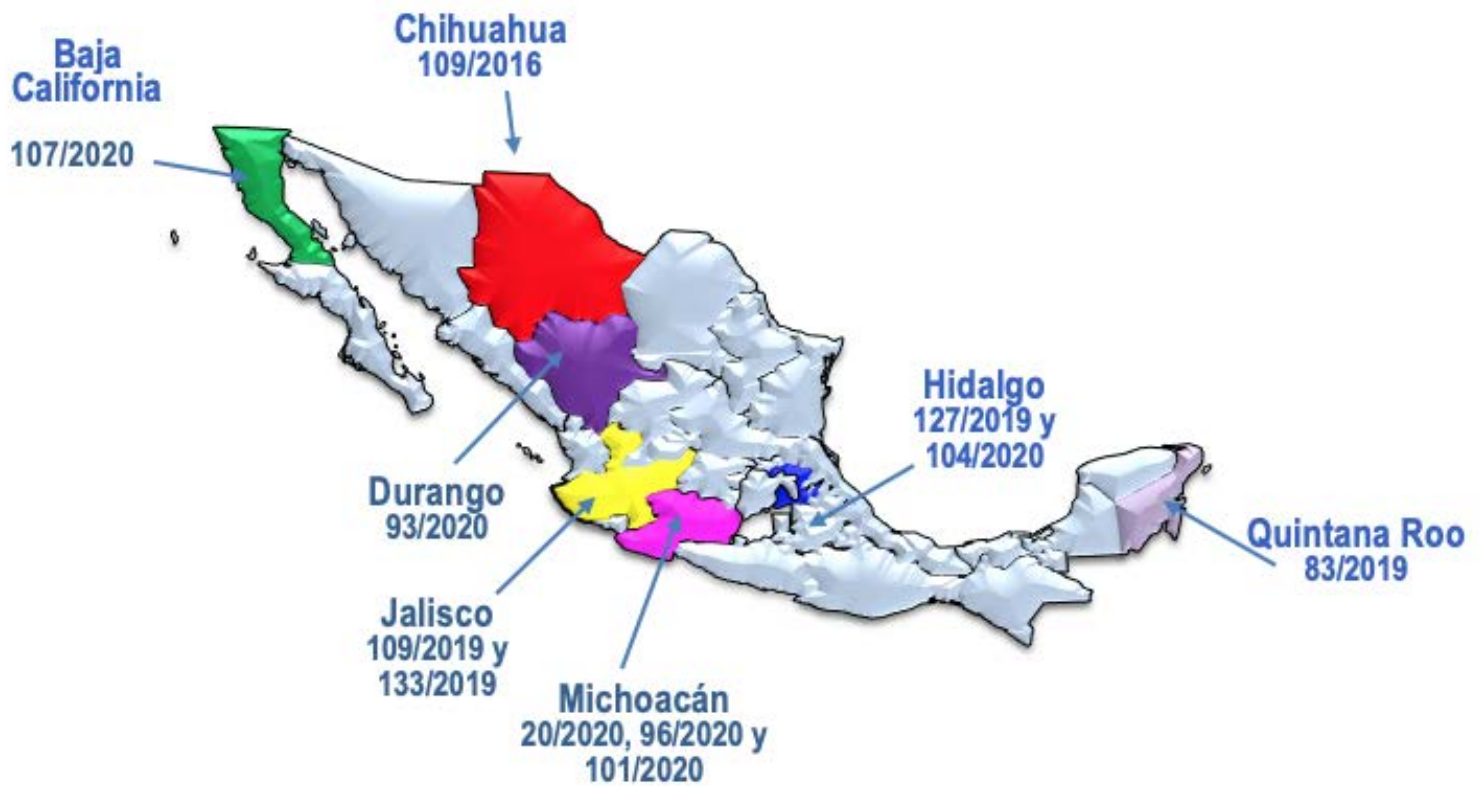 Baja
California
107/2020
Chihuahua
109/2016
Hidalgo
127/2019 y
104/2020
Durango
93/2020
Quintana Roo
83/2019
Jalisco
109/2019 y
133/2019
Michoacán
20/2020, 96/2020 y
101/2020